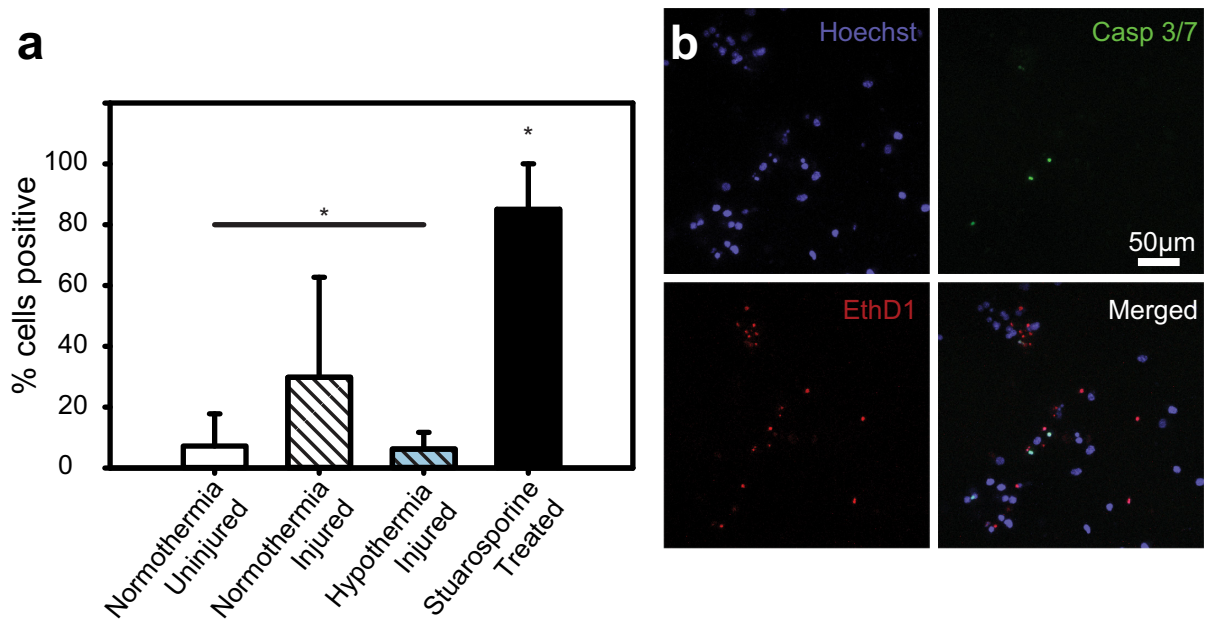 a
% cells positive
100
80
60
40
20
0
*
*
Normothermia
Uninjured
Normothermia
Injured
Hypothermia
Injured
Stuarosporine
Treated
b
Hoechst
Casp 3/7
50µm
EthD1
Merged